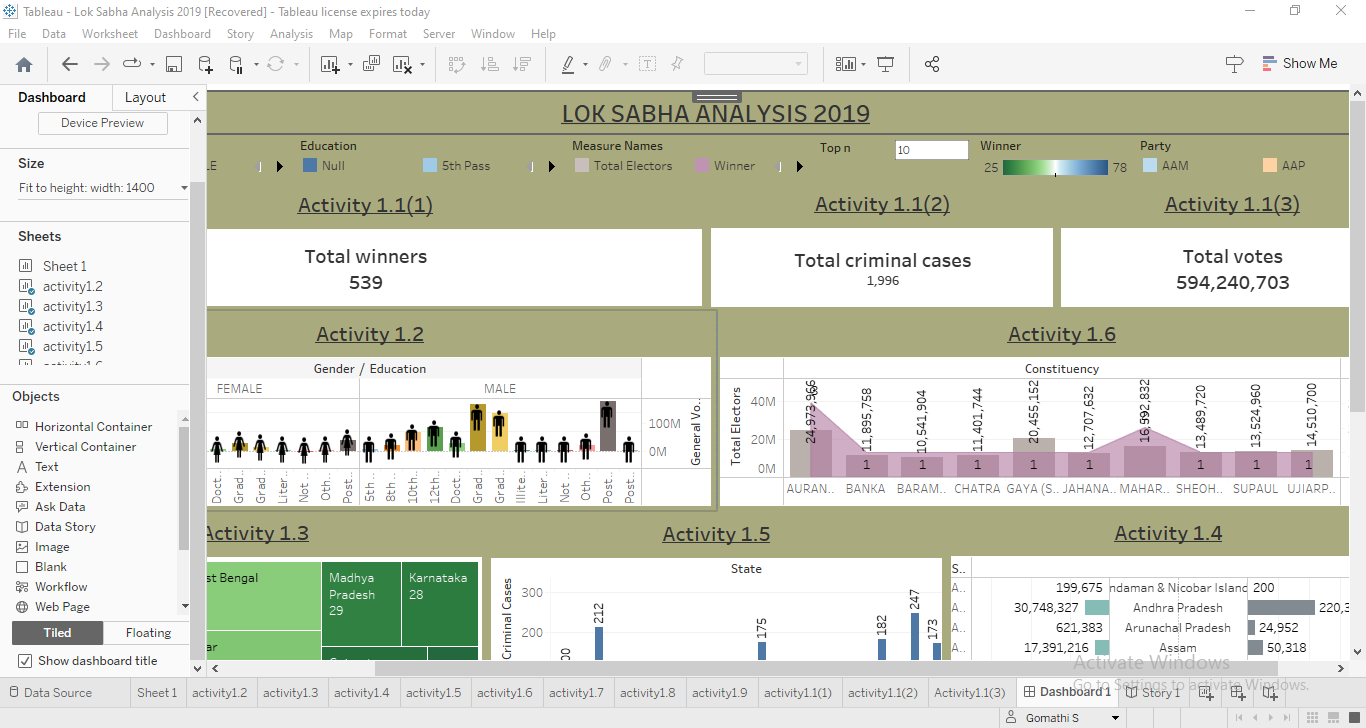 Tableau - Lok Sabha Analysis 2019 [Recovered] - Tableau license expires today
File Data Worksheet Dashboard Story Analysis Map Format Server Window Help
Show Me
Dashboard Layout
Device Preview
Size
Fit to height: width: 1400
Sheets
Sheet 1
activity1.2
activity1.3
activity1.4
activity1.5
Objects
Horizontal Container
Vertical Container
Text
Extension
Ask Data
Data Story
Image
Blank
Workflow
Web Page
Tiled Floating
Show dashboard title
LOK SABHA ANALYSIS 2019
LE
Education
Null 5th Pass
Measure Names
Total Electors Winner
Top n 10
Winner
25 78
Party
AAM AAP
Activity 1.1(1)
Total winners
539
Activity 1.1(2)
Total criminal cases
1,996
Activity 1.1(3)
Total votes
594,240,703
Activity 1.2
Gender / Education
FEMALE MALE
100M
0M
General Vo..
Doct.. Grad.. Grad.. Liter.. Not .. Oth.. Post.. 5th.. 8th .. 10th.. 12th.. Doct.. Grad.. Grad.. Illite.. Liter.. Not .. Oth.. Post.. Post..
Activity 1.6
Constituency
Total Electors
40M
20M
0M
24,973,966 11,895,758 10,541,904 11,401,744 20,455,152 12,707,632 16,992,832 13,489,720 13,524,960 14,510,700
1 1 1 1 1 1 1 1 1
AURAN.. BANKA BARAM.. CHATRA GAYA (S.. JAHANA.. MAHAR.. SHEOH.. SUPAUL UJIARP..
Activity 1.3
st Bengal
ar
Madhya
Pradesh
29
Karnataka
28
Activity 1.5
State
Criminal Cases
300
200
00 212 175 182 247 173
Activity 1.4
S..
A.. 199,675 ndaman & Nicobar Islanc 200
A.. 30,748,327 Andhra Pradesh 220,3
A.. 621,383 Arunachal Pradesh 24,952
A.. 17,391,216 Assam 50,318
Activate Windows
Go to Settings to activate Windows.
Data Source Sheet 1 activity1.2 activity1.3 activity1.4 activity1.5 activity1.6 activity1.7 activity1.8 activity1.9 activity1.1(1) activity1.1(2) Activity1.1(3) Dashboard 1 Story 1
Gomathi S